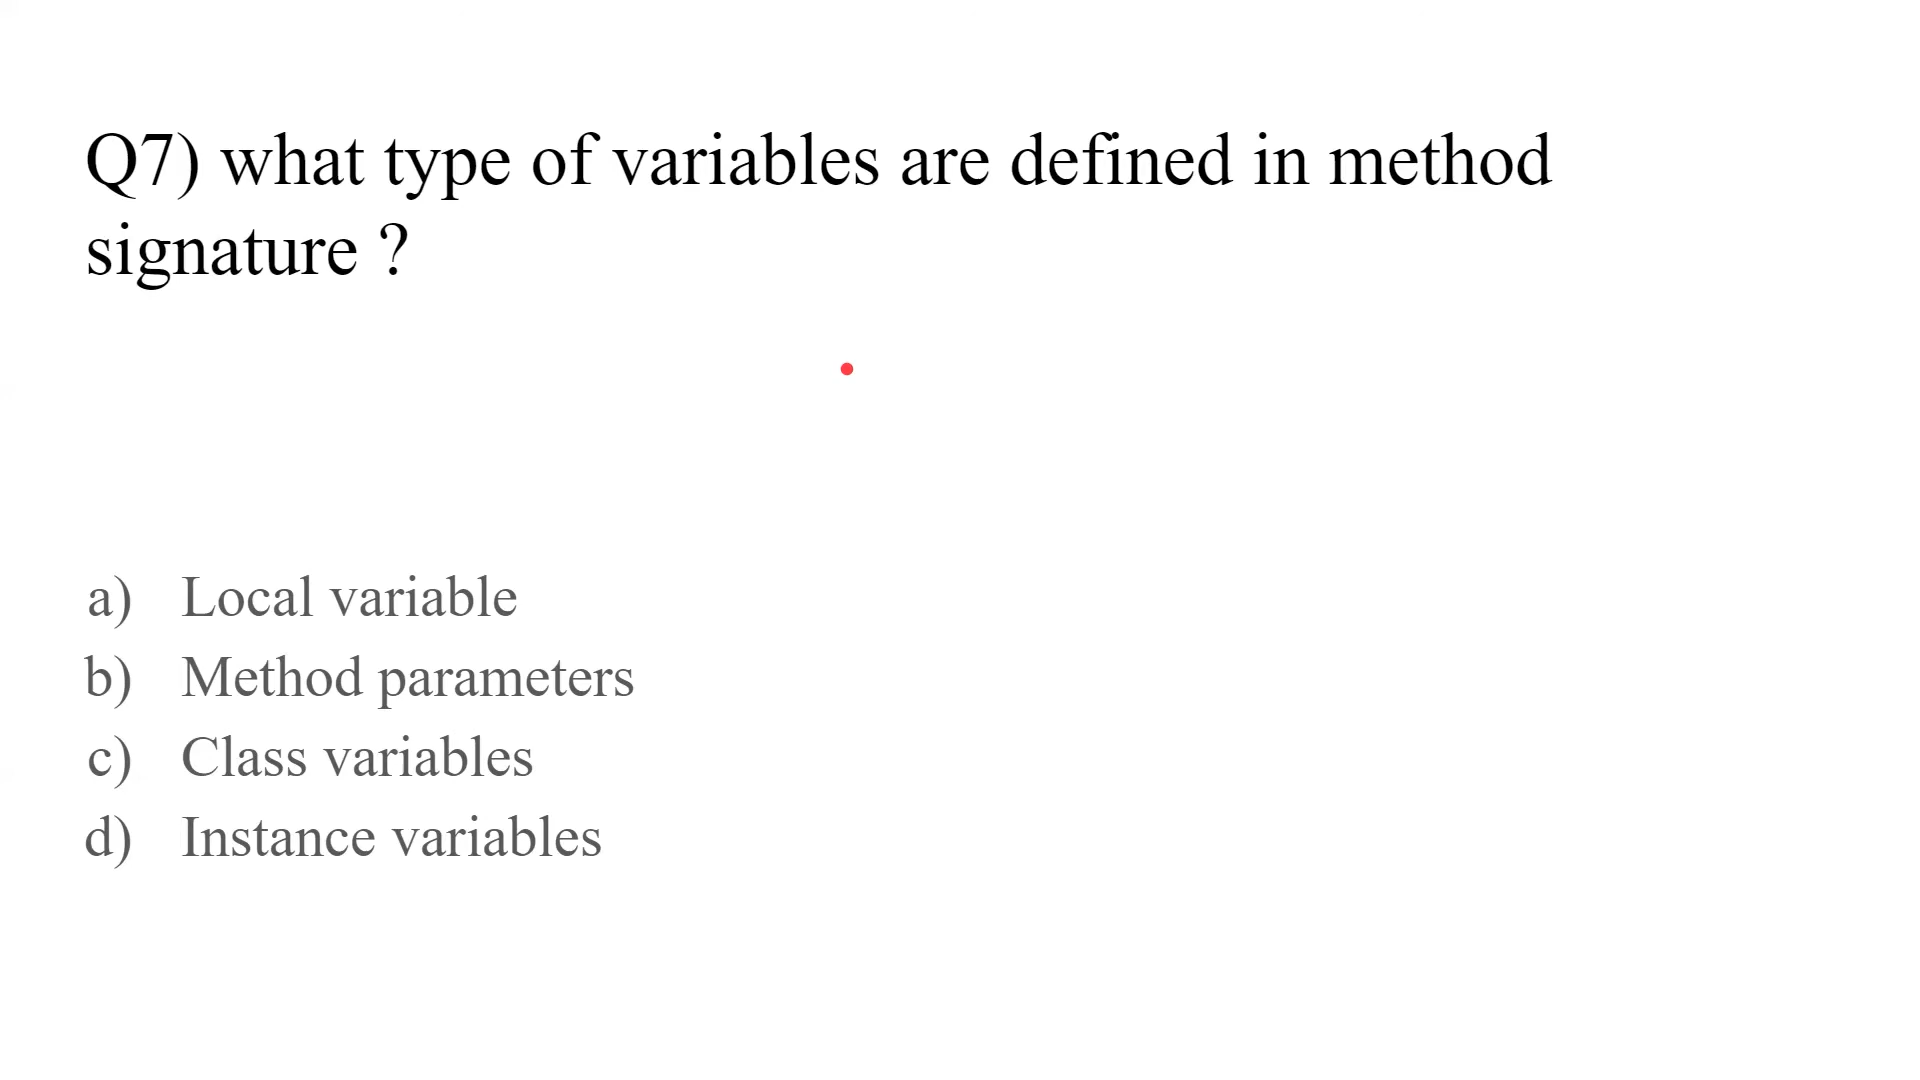 Q7) what type of variables are defined in method
signature ?
a) Local variable
b) Method parameters
c) Class variables
d) Instance variables